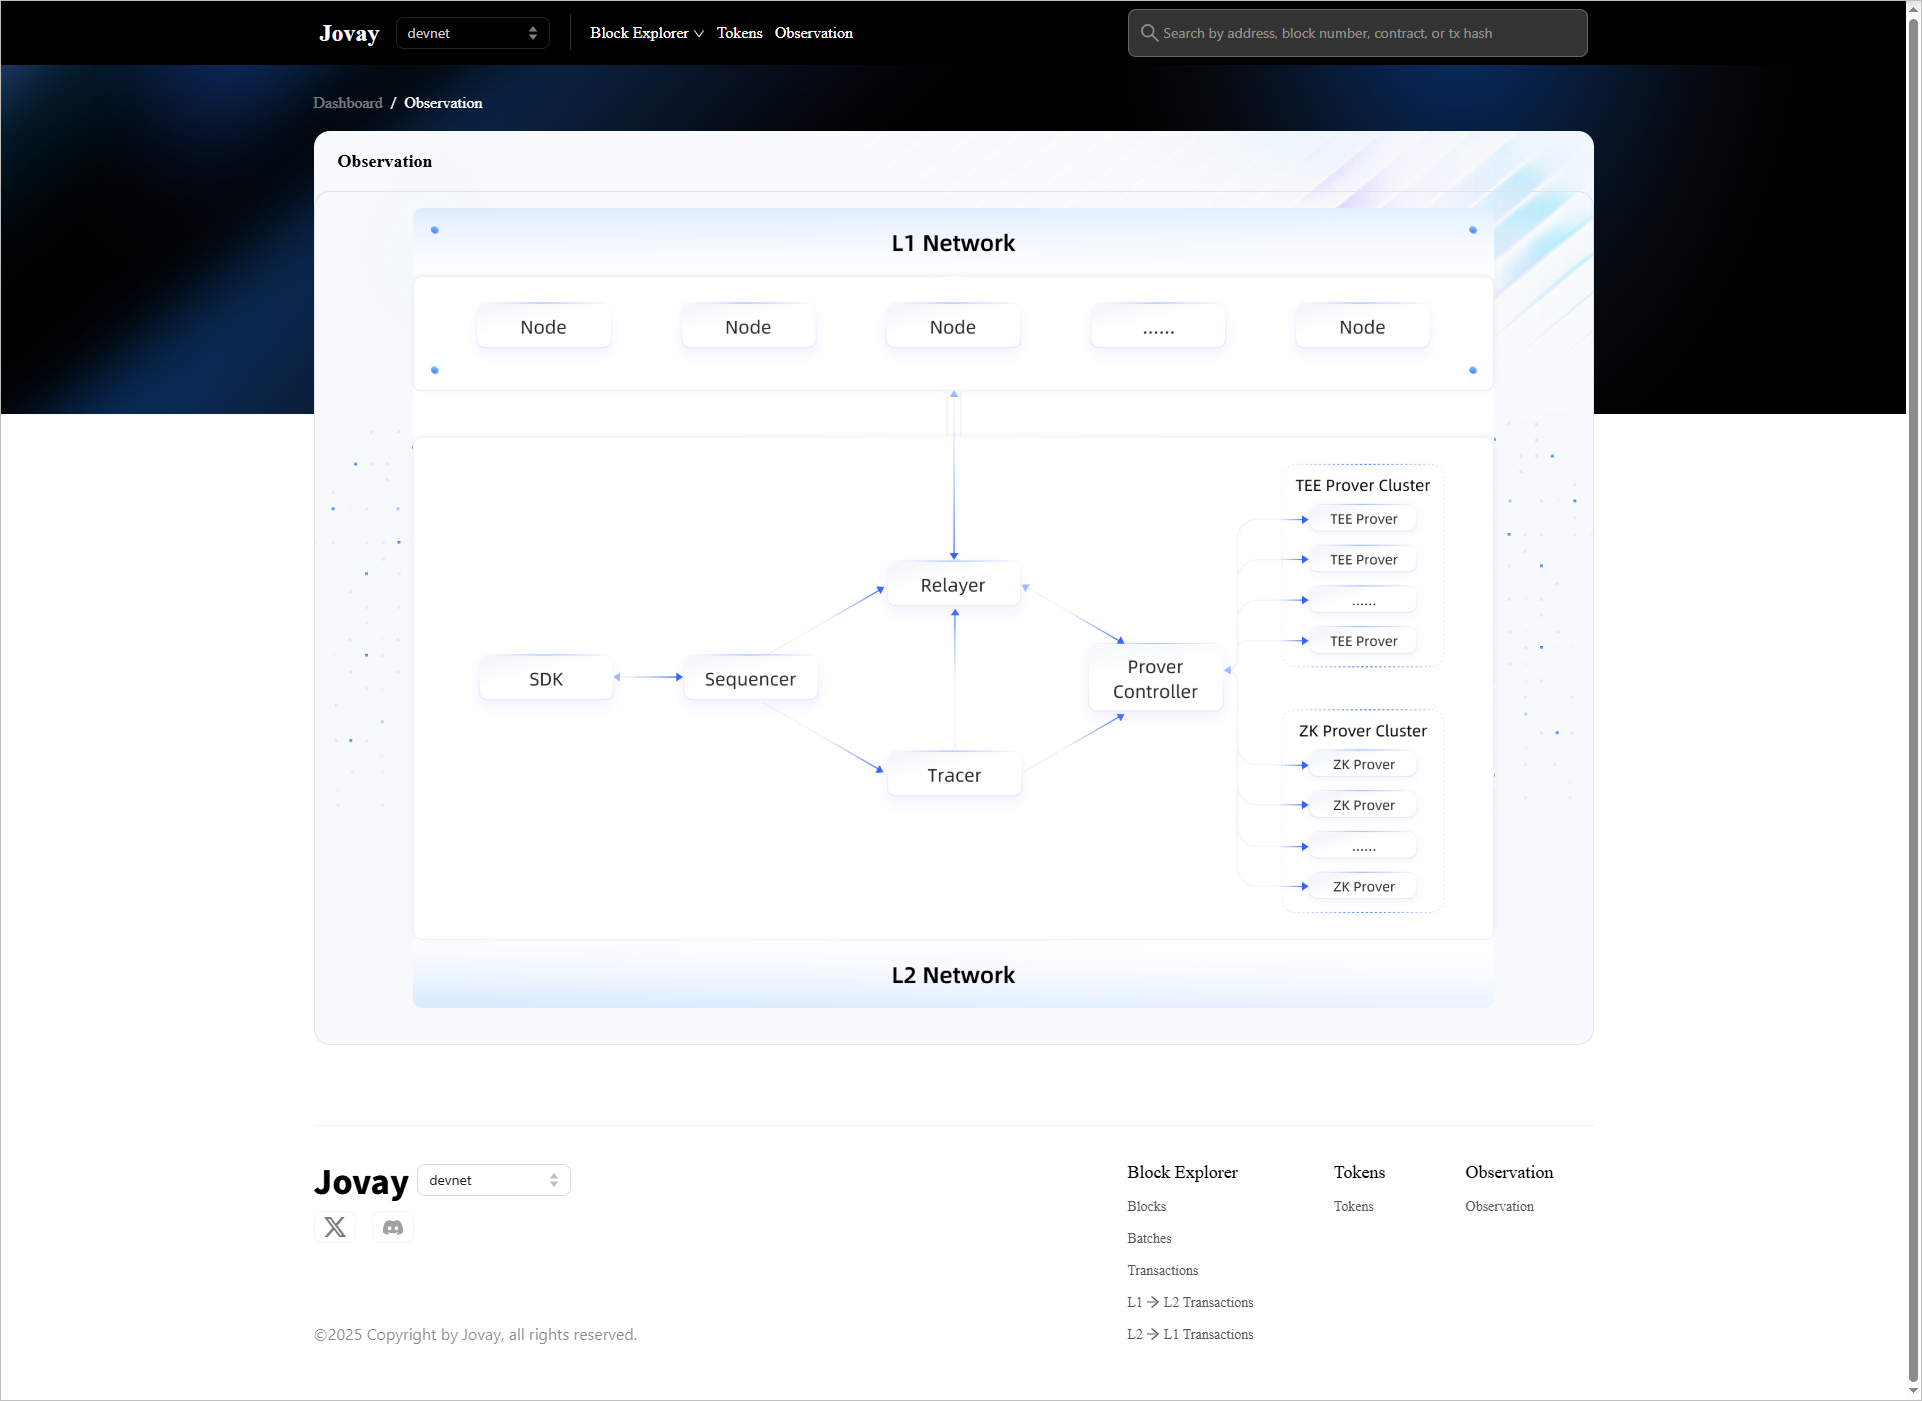 Jovay
devnet
Block Explorer
Tokens
Observation
Search by address, block number, contract, or tx hash
Dashboard / Observation
Observation
L1 Network
Node
Node
Node
......
Node
TEE Prover Cluster
TEE Prover
TEE Prover
......
TEE Prover
Relayer
SDK
Sequencer
Prover
Controller
Tracer
ZK Prover Cluster
ZK Prover
ZK Prover
......
ZK Prover
L2 Network
Jovay
devnet
Block Explorer
Blocks
Batches
Transactions
L1 → L2 Transactions
L2 → L1 Transactions
Tokens
Tokens
Observation
Observation
©2025 Copyright by Jovay, all rights reserved.